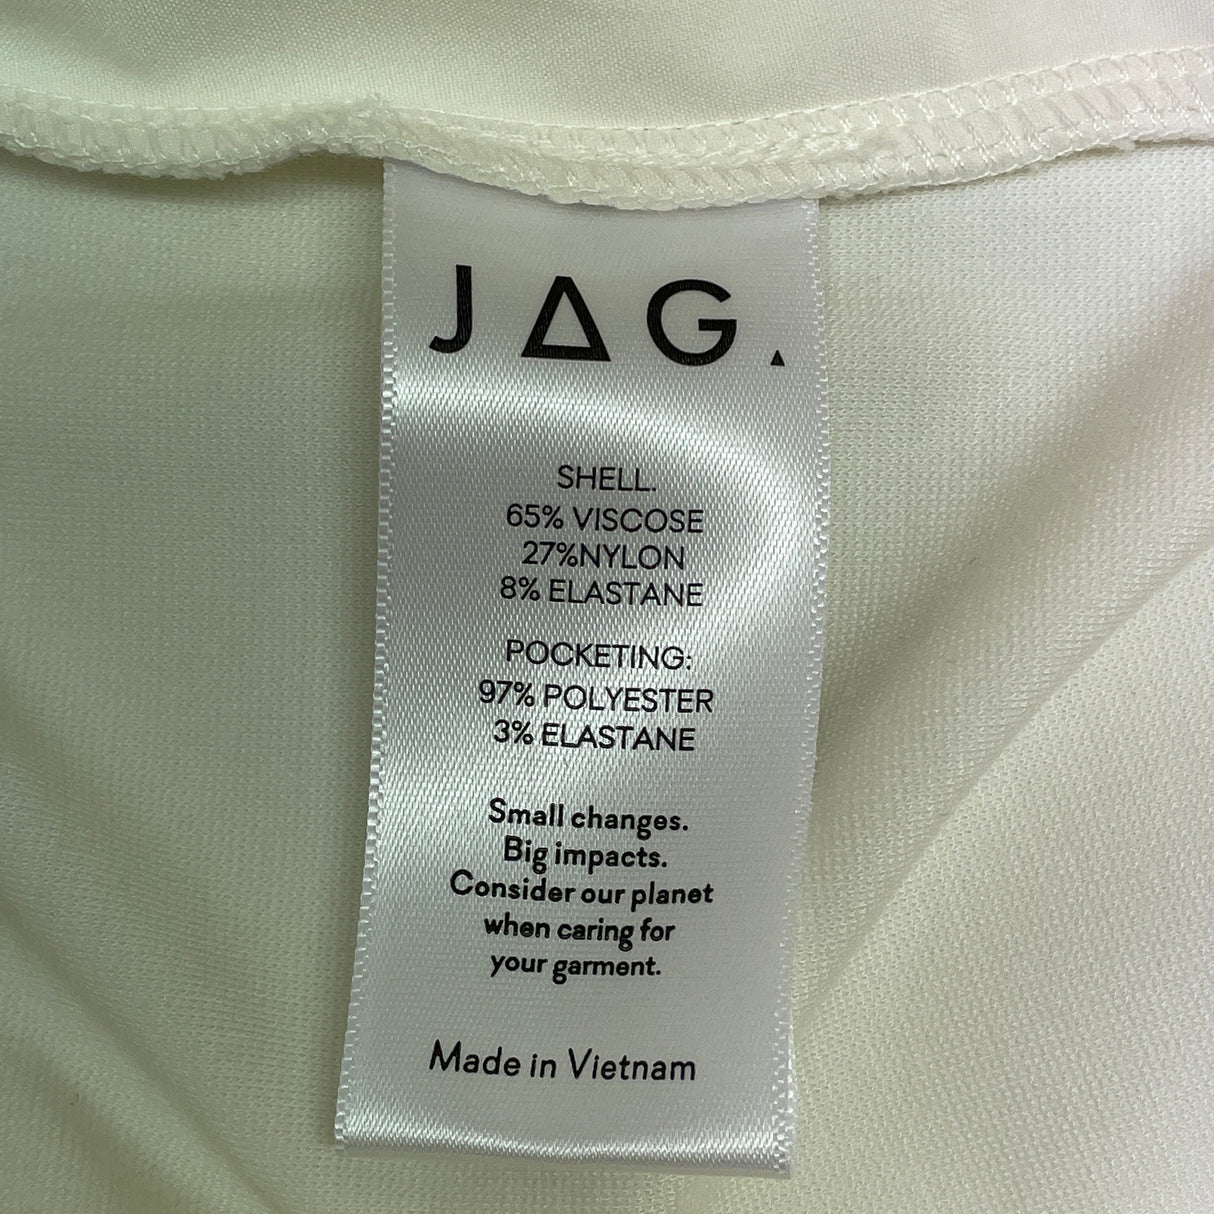 JAG.
SHELL.
65% VISCOSE
27%NYLON
8% ELASTANE
POCKETING:
97% POLYESTER
3% ELASTANE
Small changes.
Big impacts.
Consider our planet
when caring for
your garment.
Made in Vietnam